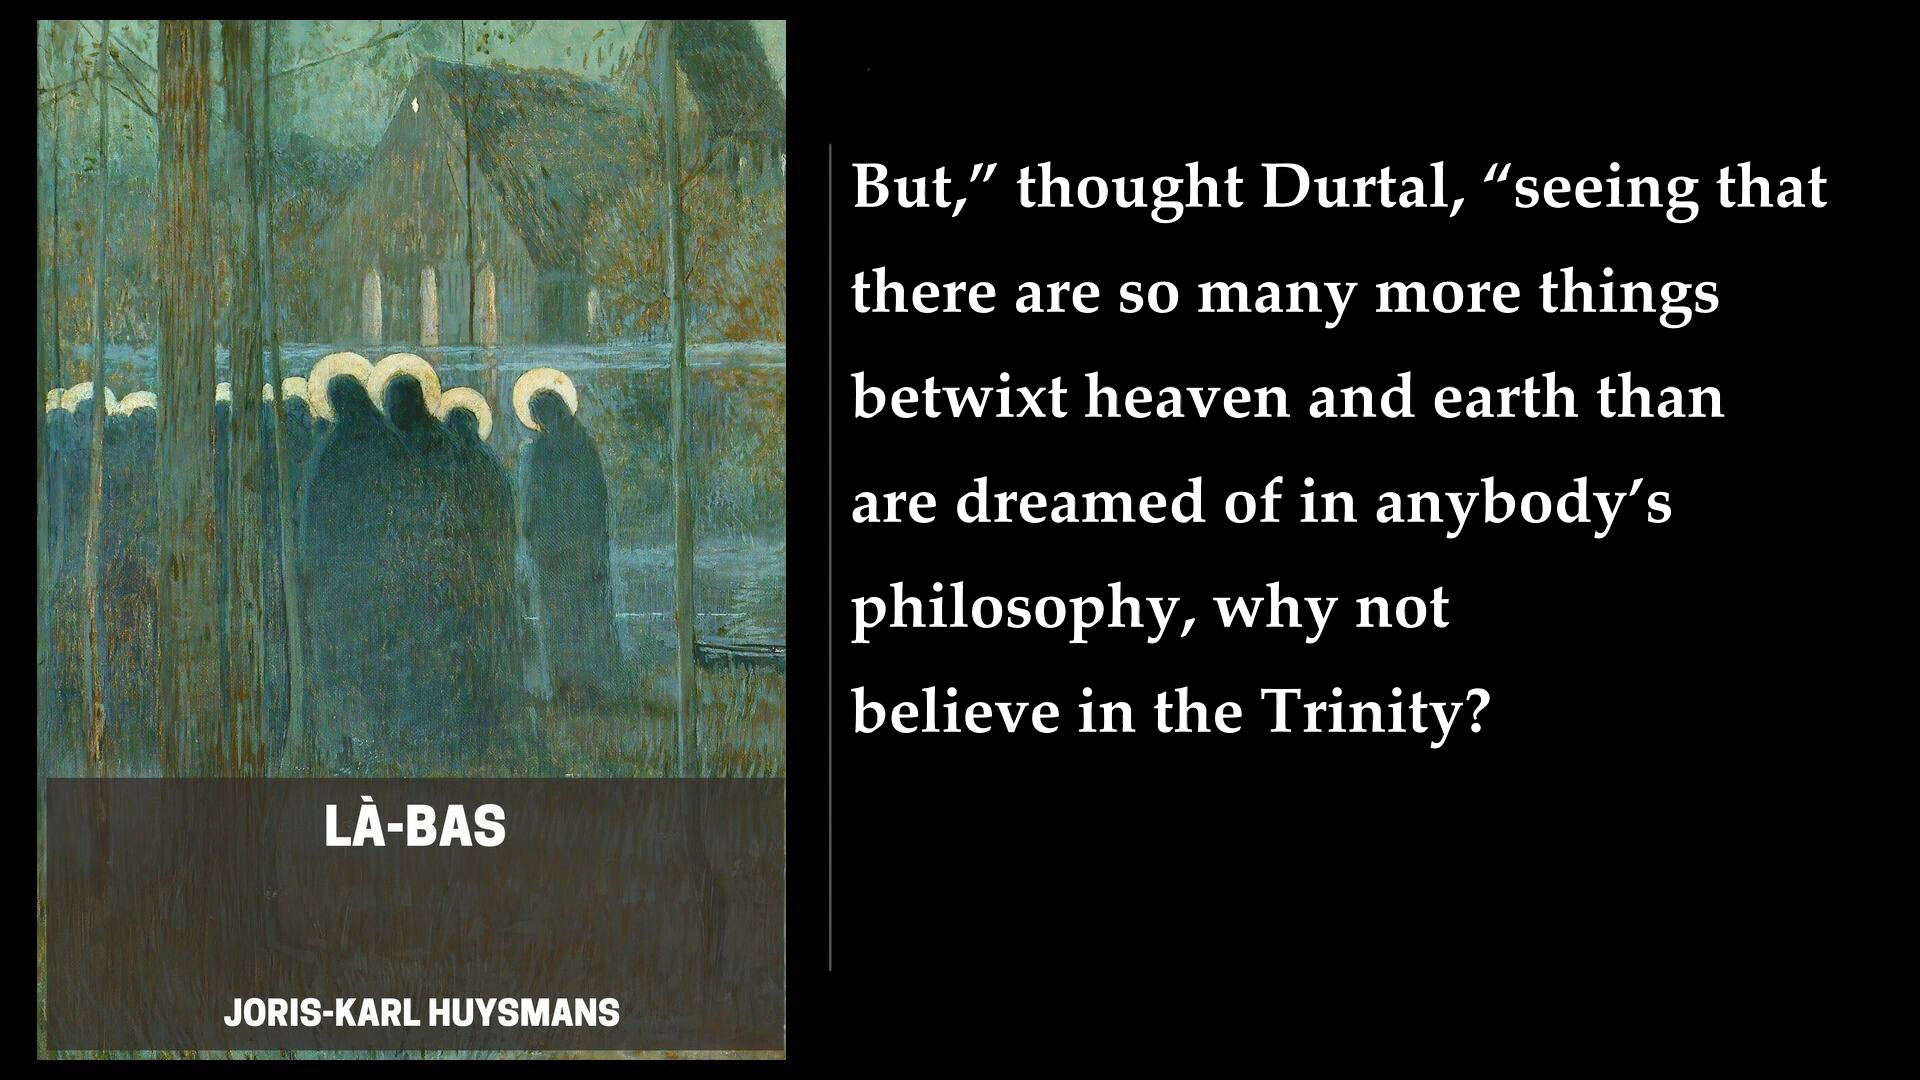 LÀ-BAS
JORIS-KARL HUYSMANS
But,” thought Durtal, “seeing that
there are so many more things
betwixt heaven and earth than
are dreamed of in anybody’s
philosophy, why not
believe in the Trinity?